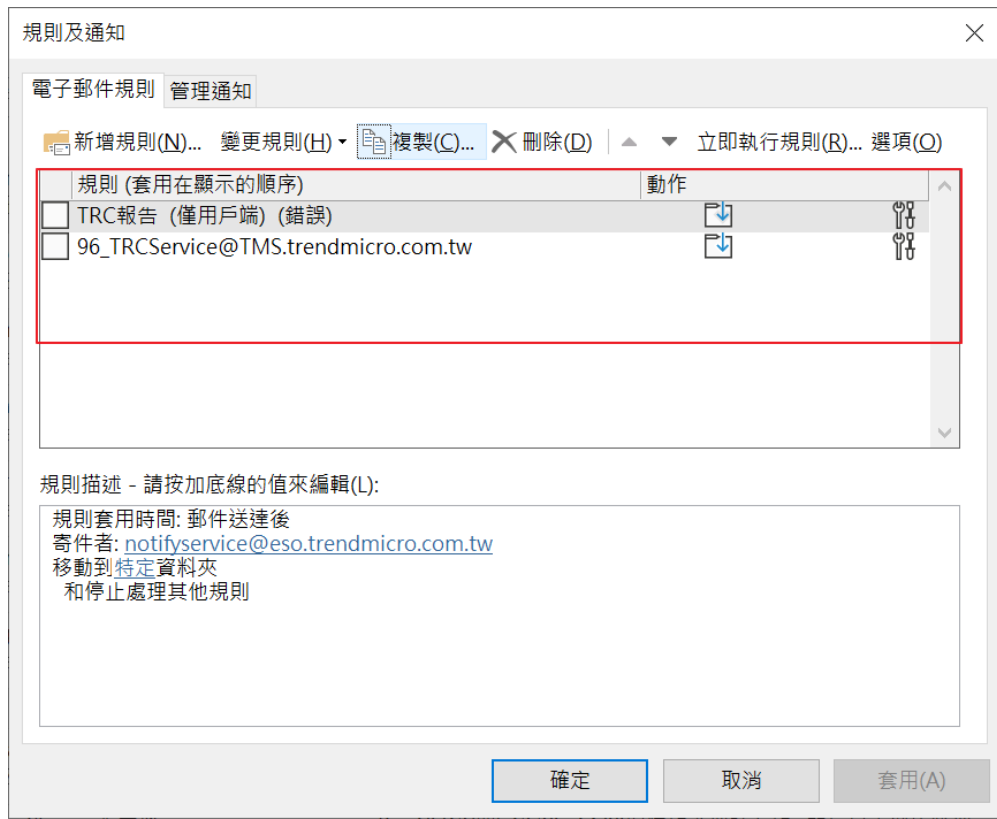 規則及通知
電子郵件規則 管理通知
新增規則(N)... 變更規則(H) 複製(C)... 刪除(D) 立即執行規則(R)... 選項(O)
規則 (套用在顯示的順序) 動作
TRC報告 (僅用戶端) (錯誤)
96_TRCService@TMS.trendmicro.com.tw
規則描述 - 請按加底線的值來編輯(L):
規則套用時間: 郵件送達後
寄件者: notifyservice@eso.trendmicro.com.tw
移動到特定資料夾
和停止處理其他規則
確定 取消 套用(A)